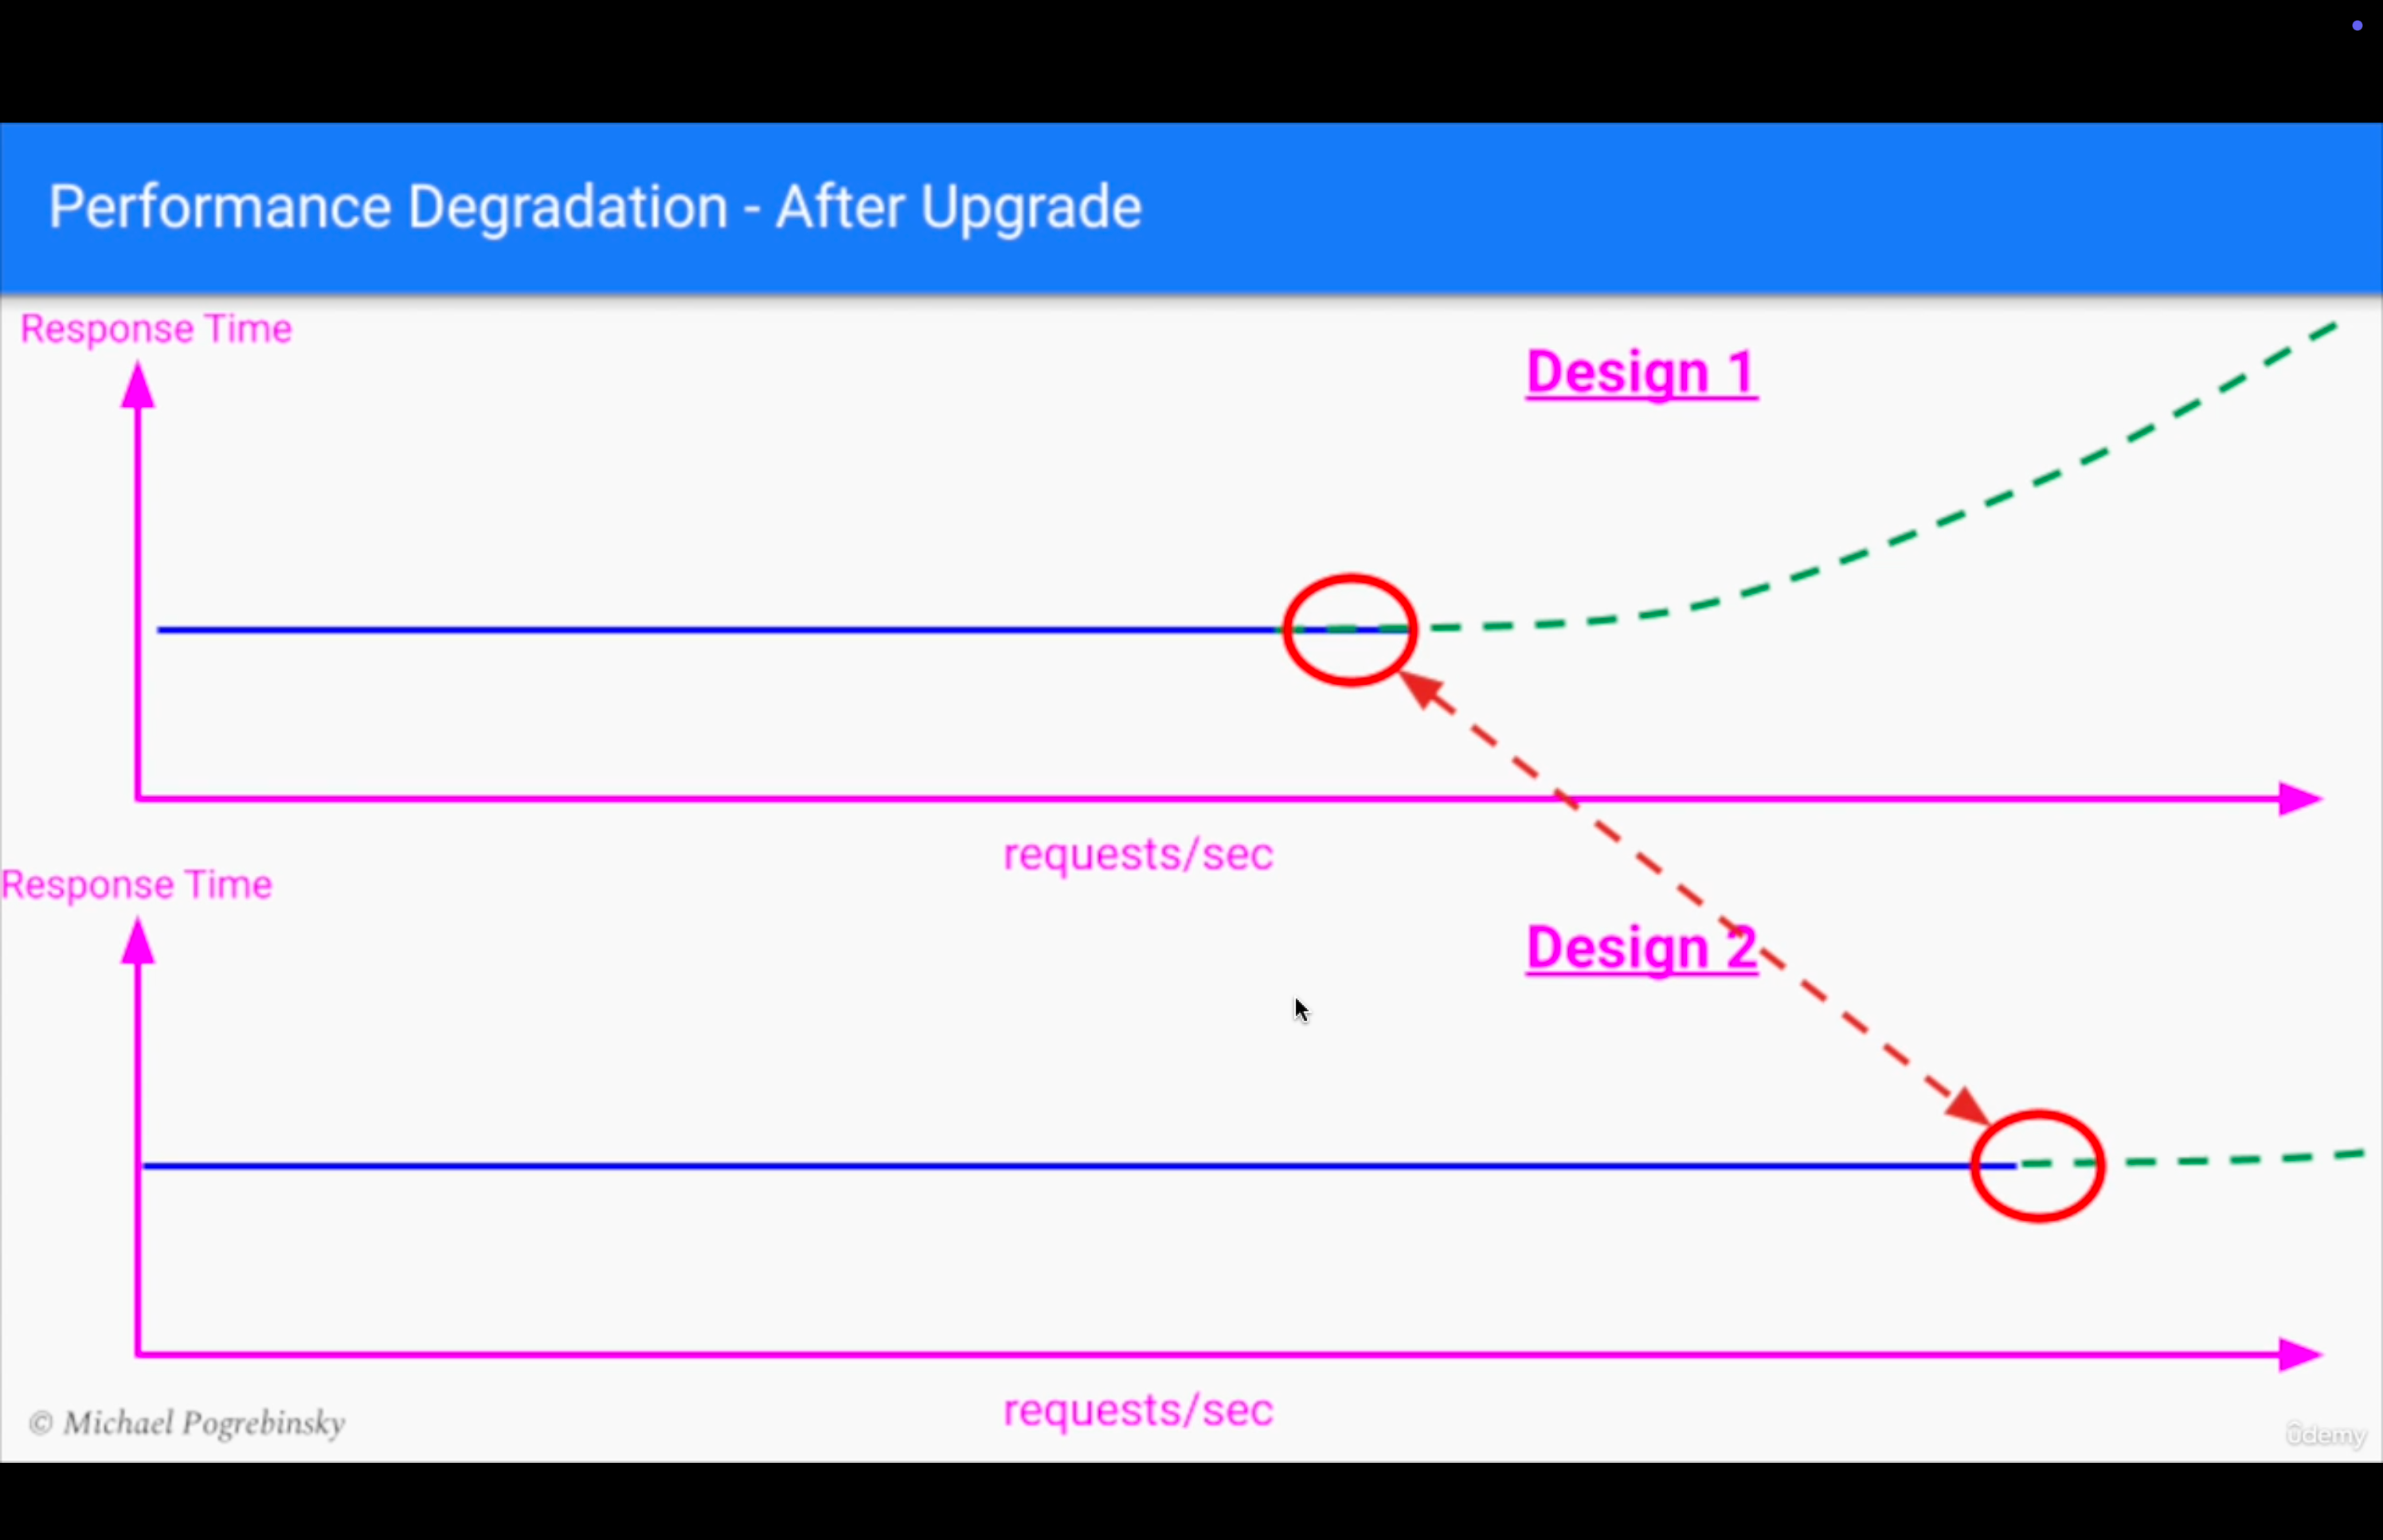 Performance Degradation - After Upgrade
Response Time
Design 1
requests/sec
Response Time
Design 2
requests/sec
© Michael Pogrebinsky
ûdemy